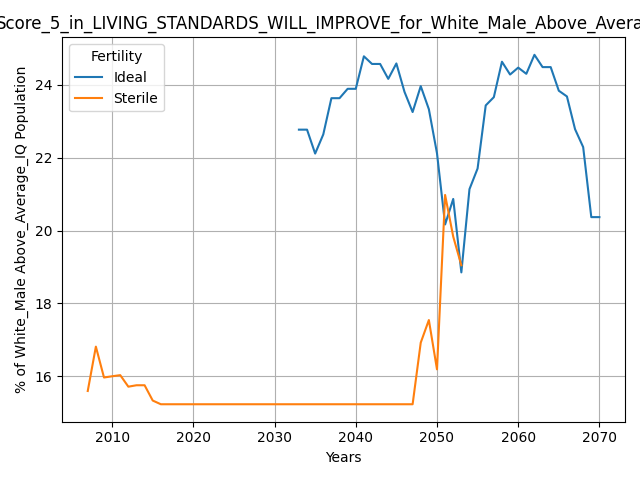 Score_5_in_LIVING_STANDARDS_WILL_IMPROVE_for_White_Male_Above_Avera
Fertility
Ideal
Sterile
% of White_Male Above_Average_IQ Population
24
22
20
18
16
2010 2020 2030 2040 2050 2060 2070
Years